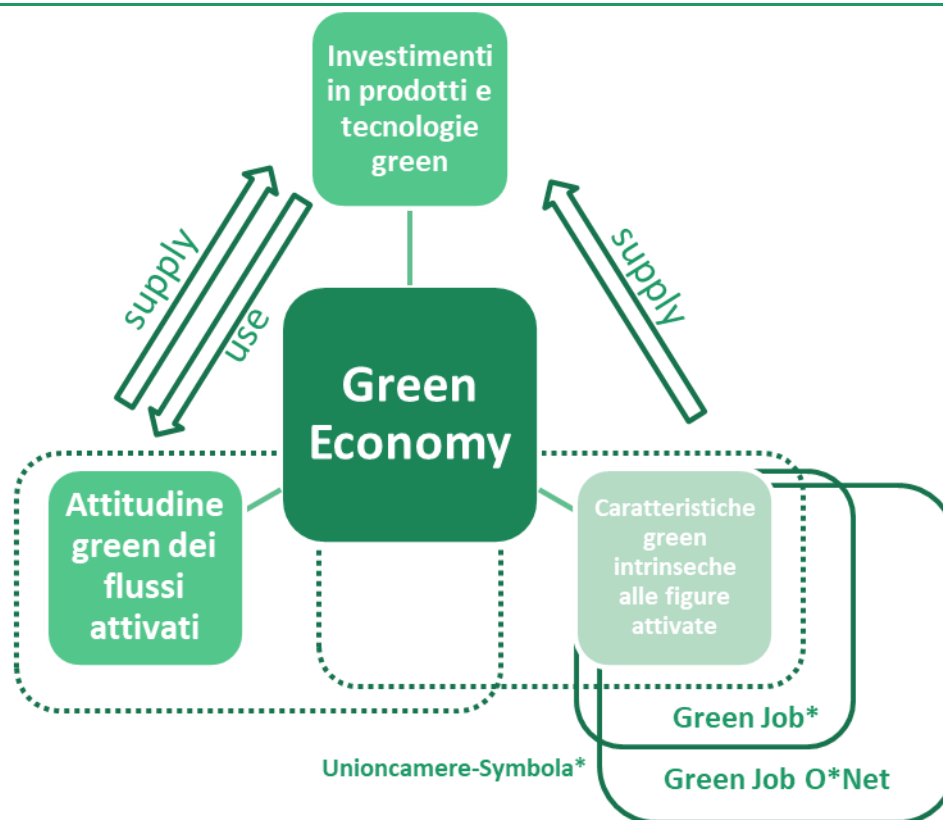 Investimenti
in prodotti e
tecnologie
green
supply
use
supply
Green
Economy
Attitudine
green dei
flussi
attivati
Caratteristiche
green
intrinseche
alle figure
attivate
Green Job*
Unioncamere-Symbola*
Green Job O*Net